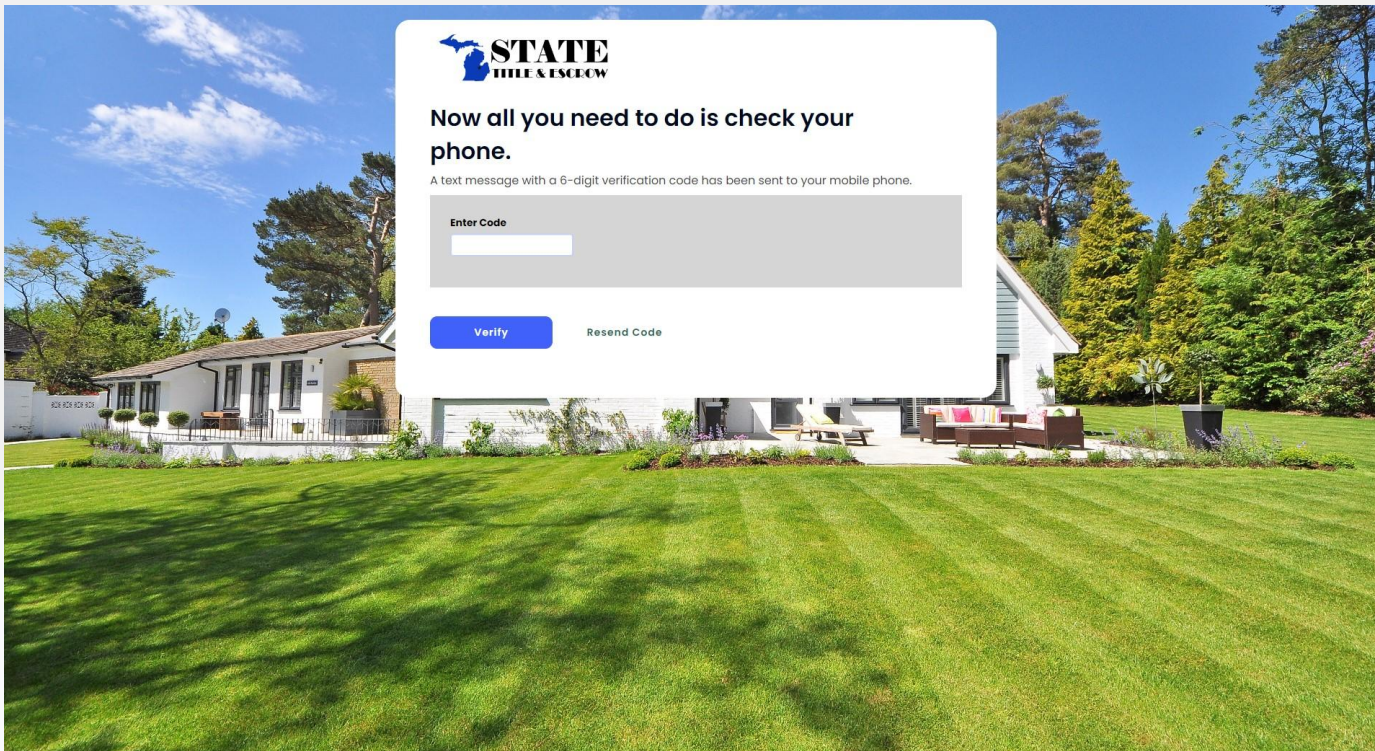 STATE
TITLE & ESCROW
Now all you need to do is check your
phone.
A text message with a 6-digit verification code has been sent to your mobile phone.
Enter Code
Verify
Resend Code